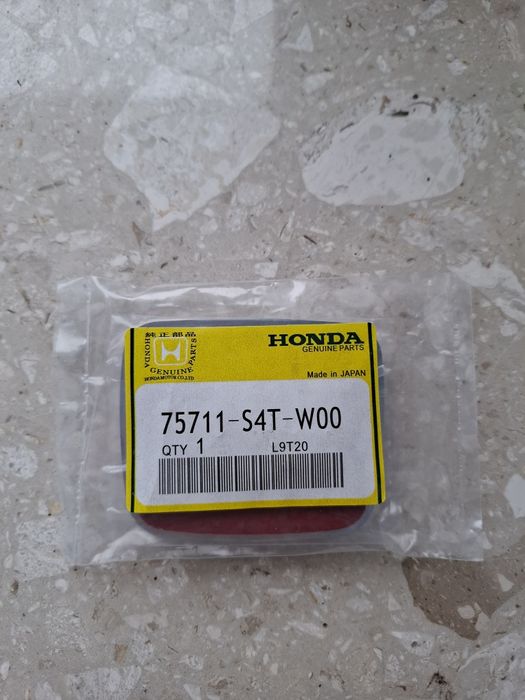 純正部品
HONDA GENUINE PARTS
HONDA MOTOR CO.,LTD
HONDA
GENUINE PARTS
Made in JAPAN
75711-S4T-W00
QTY 1 L9T20